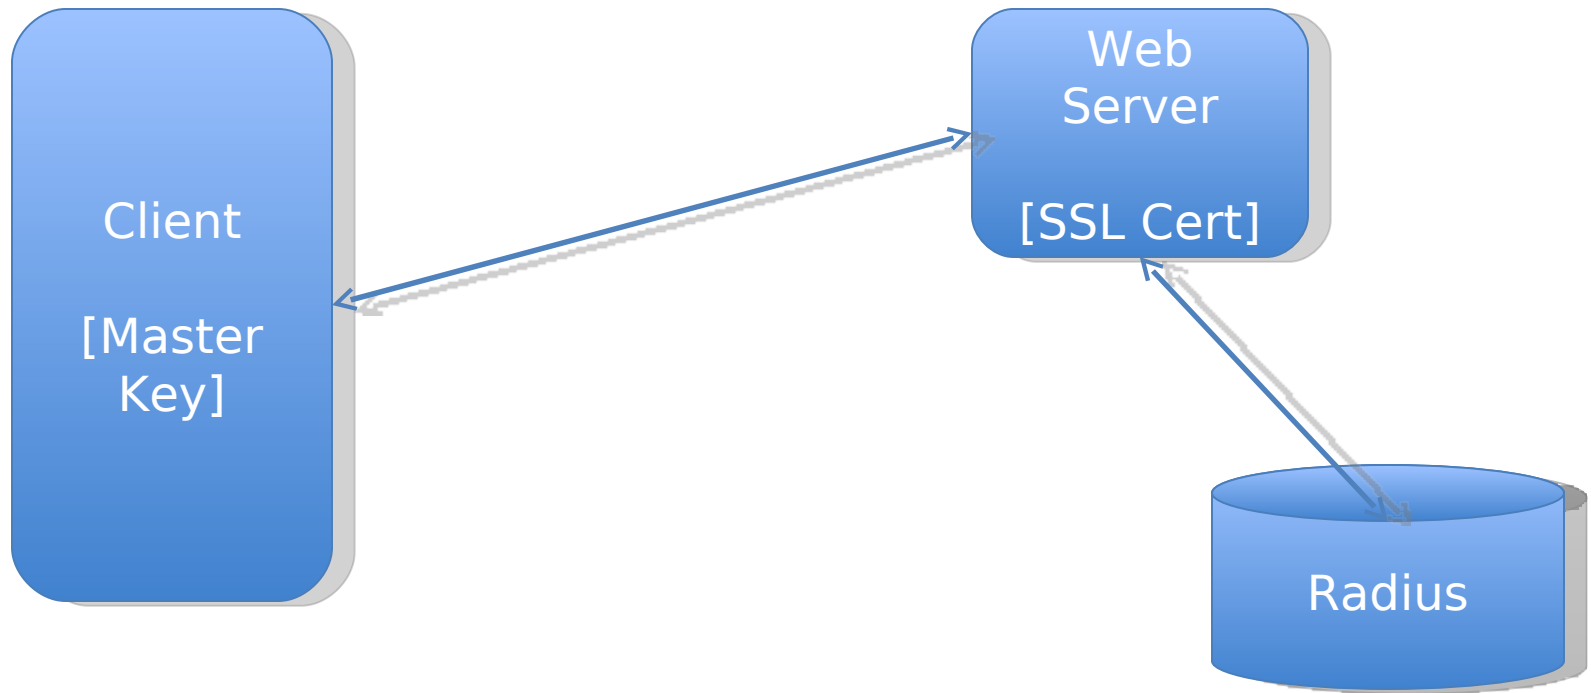 Client
[Master
Key]
Web
Server
[SSL Cert]
Radius